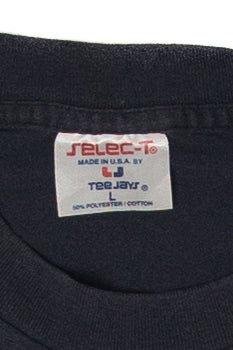 SELEC-T®
MADE IN U.S.A. BY
TEE JAYS®
L
50% POLYESTER / COTTON